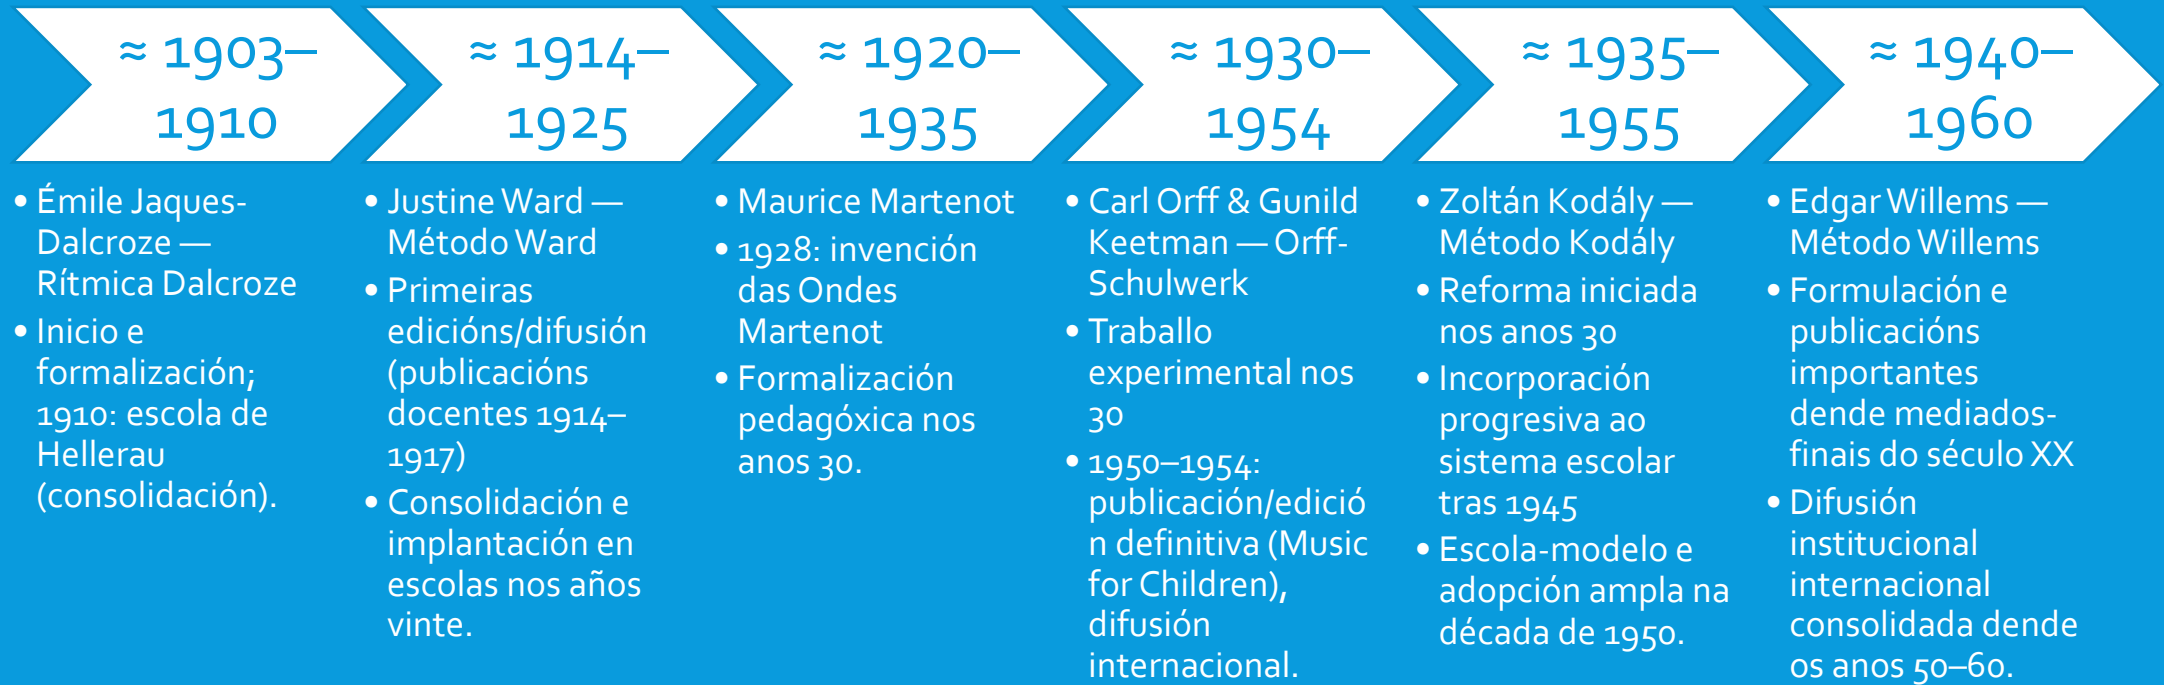 ≈ 1903–
1910
• Émile Jaques-
Dalcroze —
Rítmica Dalcroze
• Inicio e
formalización;
1910: escola de
Hellerau
(consolidación).
≈ 1914–
1925
• Justine Ward —
Método Ward
• Primeiras
edicións/difusión
(publicacións
docentes 1914–
1917)
• Consolidación e
implantación en
escolas nos años
vinte.
≈ 1920–
1935
• Maurice Martenot
• 1928: invención
das Ondes
Martenot
• Formalización
pedagóxica nos
anos 30.
≈ 1930–
1954
• Carl Orff & Gunild
Keetman — Orff-
Schulwerk
• Traballo
experimental nos
30
• 1950–1954:
publicación/edició
n definitiva (Music
for Children),
difusión
internacional.
≈ 1935–
1955
• Zoltán Kodály —
Método Kodály
• Reforma iniciada
nos anos 30
• Incorporación
progresiva ao
sistema escolar
tras 1945
• Escola-modelo e
adopción ampla na
década de 1950.
≈ 1940–
1960
• Edgar Willems —
Método Willems
• Formulación e
publicacións
importantes
dende mediados-
finais do século XX
• Difusión
institucional
internacional
consolidada dende
os anos 50–60.